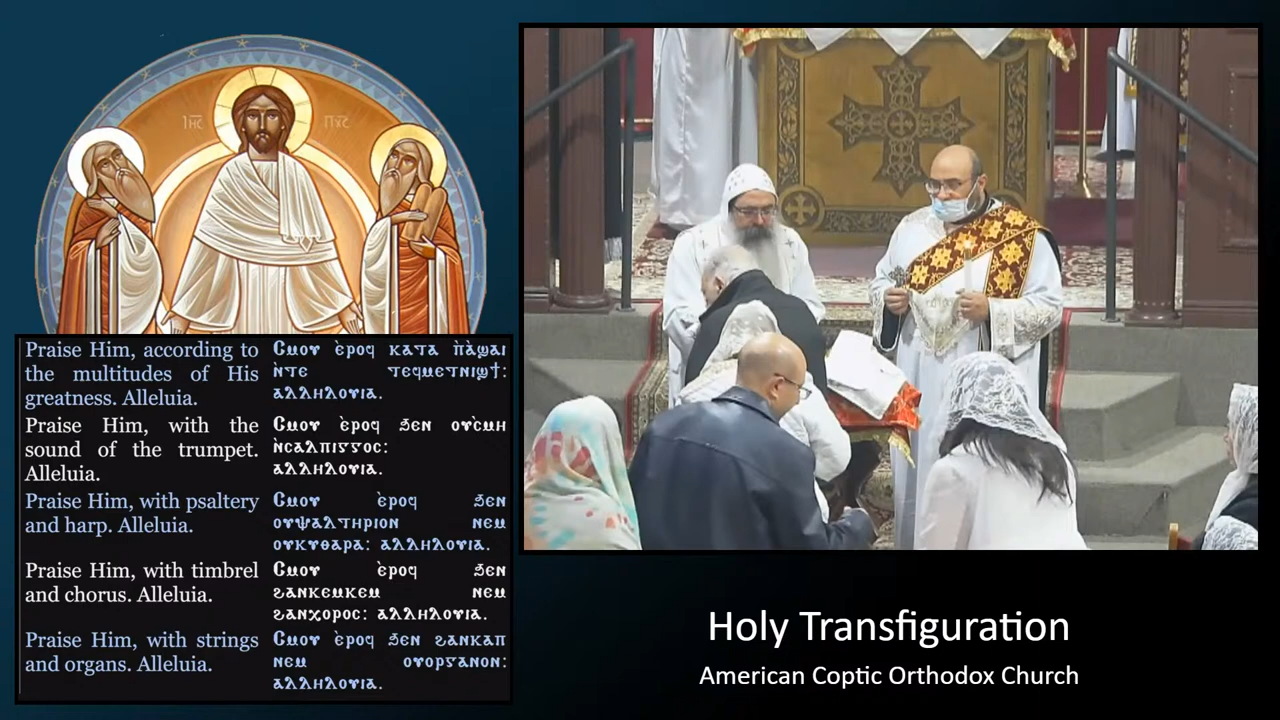 ΙΗ̅Σ̅ Π̅Χ̅Σ̅
Praise Him, according to
the multitudes of His
greatness. Alleluia.
Ⲥⲙⲟⲩ ⲉ̀ⲣⲟϥ ⲕⲁⲧⲁ ⲡ̀ⲁ̀ϣⲁⲓ
ⲛ̀ⲧⲉ ⲧⲉϥⲙⲉⲧⲛⲓϣϯ:
ⲁⲗⲗⲏⲗⲟⲩⲓⲁ.
Praise Him, with the
sound of the trumpet.
Alleluia.
Ⲥⲙⲟⲩ ⲉ̀ⲣⲟϥ ϧⲉⲛ ⲟⲩⲥ̀ⲙⲏ
ⲛ̀ⲥⲁⲗⲡⲓⲅⲅⲟⲥ:
ⲁⲗⲗⲏⲗⲟⲩⲓⲁ.
Praise Him, with psaltery
and harp. Alleluia.
Ⲥⲙⲟⲩ ⲉ̀ⲣⲟϥ ϧⲉⲛ
ⲟⲩⲯⲁⲗⲧⲏⲣⲓⲟⲛ ⲛⲉⲙ
ⲟⲩⲕⲩⲑⲁⲣⲁ: ⲁⲗⲗⲏⲗⲟⲩⲓⲁ.
Praise Him, with timbrel
and chorus. Alleluia.
Ⲥⲙⲟⲩ ⲉ̀ⲣⲟϥ ϧⲉⲛ
ϩⲁⲛⲕⲉⲙⲕⲉⲙ ⲛⲉⲙ
ϩⲁⲛⲭⲟⲣⲟⲥ: ⲁⲗⲗⲏⲗⲟⲩⲓⲁ.
Praise Him, with strings
and organs. Alleluia.
Ⲥⲙⲟⲩ ⲉ̀ⲣⲟϥ ϧⲉⲛ ϩⲁⲛⲕⲁⲡ
ⲛⲉⲙ ⲟⲩⲟⲣⲅⲁⲛⲟⲛ:
ⲁⲗⲗⲏⲗⲟⲩⲓⲁ.
Holy Transfiguration
American Coptic Orthodox Church